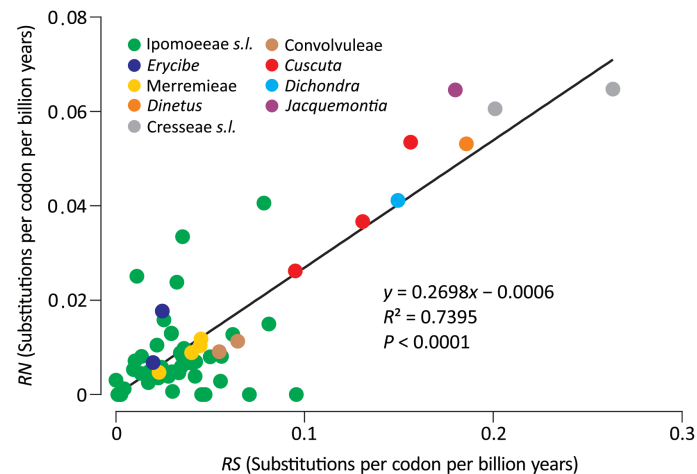 0.08
0.06
0.04
0.02
0
RN (Substitutions per codon per billion years)
Ipomoeeae s.l.
Erycibe
Merremieae
Dinetus
Cresseae s.l.
Convolvuleae
Cuscuta
Dichondra
Jacquemontia
y = 0.2698x − 0.0006
R² = 0.7395
P < 0.0001
0 0.1 0.2 0.3
RS (Substitutions per codon per billion years)